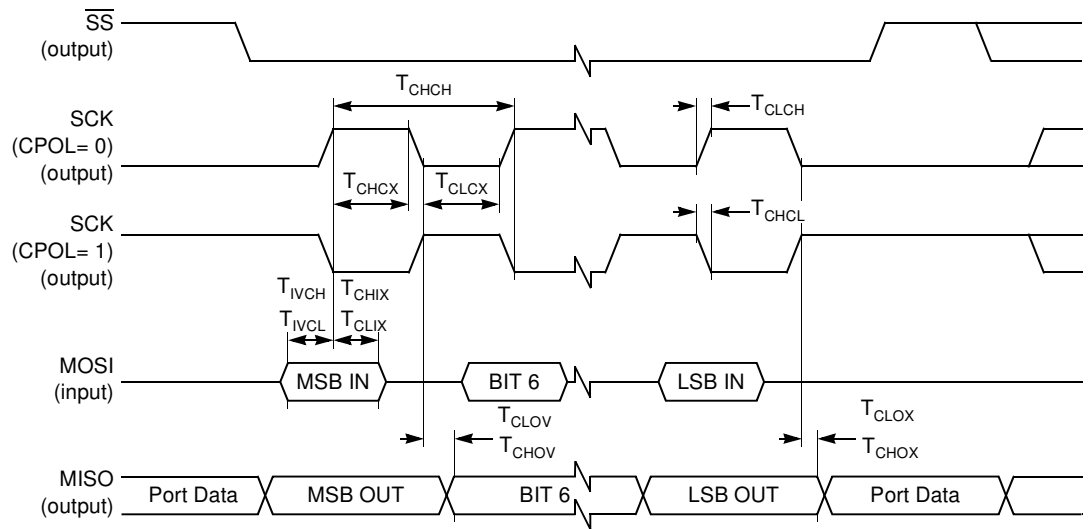 SS
(output)
T_CHCH
T_CLCH
SCK
(CPOL= 0)
(output)
T_CHCX
T_CLCX
T_CHCL
SCK
(CPOL= 1)
(output)
T_IVCH
T_CHIX
T_IVCL
T_CLIX
MOSI
(input)
MSB IN
BIT 6
LSB IN
T_CLOV
T_CHOV
T_CLOX
T_CHOX
MISO
(output)
Port Data
MSB OUT
BIT 6
LSB OUT
Port Data